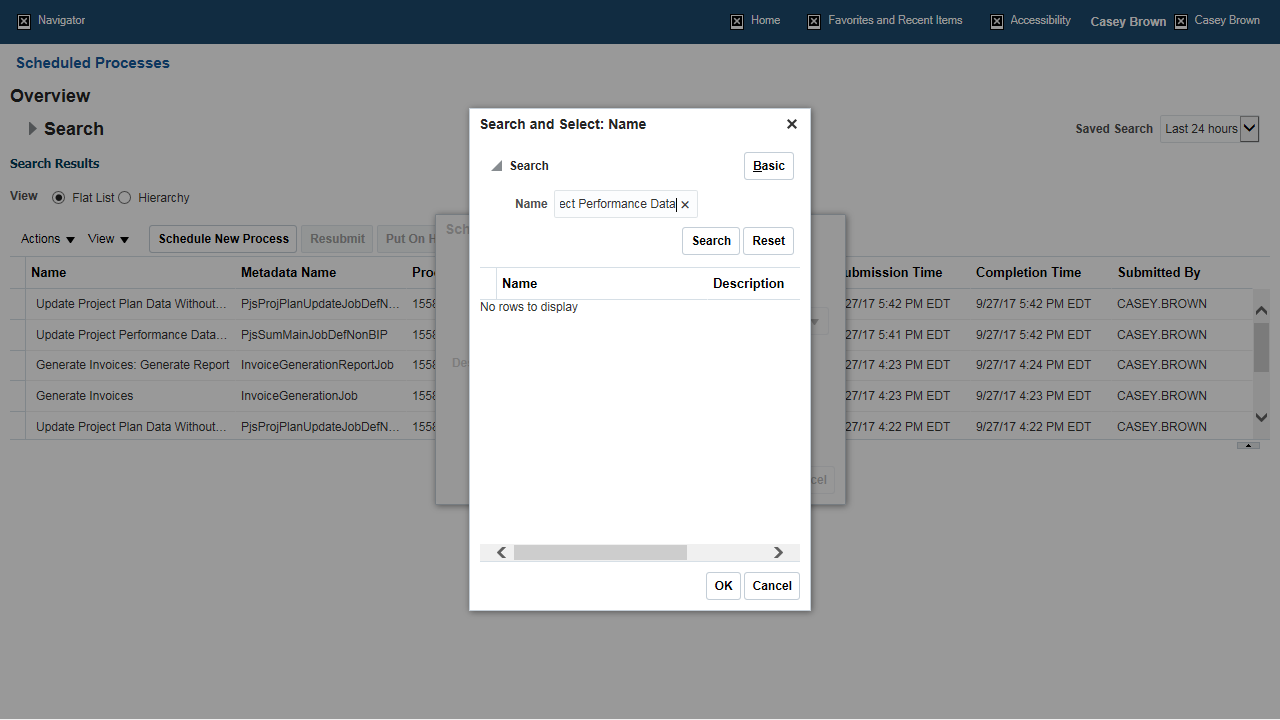 Navigator
Home
Favorites and Recent Items
Accessibility
Casey Brown
Casey Brown
Scheduled Processes
Overview
Search
Saved Search
Last 24 hours
Search Results
View
Flat List
Hierarchy
Actions
View
Schedule New Process
Resubmit
Put On H
Name
Metadata Name
Submission Time
Completion Time
Submitted By
Update Project Plan Data Without...
PjsProjPlanUpdateJobDefN...
1558
27/17 5:42 PM EDT
9/27/17 5:42 PM EDT
CASEY.BROWN
Update Project Performance Data...
PjsSumMainJobDefNonBIP
1558
27/17 5:41 PM EDT
9/27/17 5:42 PM EDT
CASEY.BROWN
Generate Invoices: Generate Report
InvoiceGenerationReportJob
1558
27/17 4:23 PM EDT
9/27/17 4:24 PM EDT
CASEY.BROWN
Generate Invoices
InvoiceGenerationJob
1558
27/17 4:23 PM EDT
9/27/17 4:23 PM EDT
CASEY.BROWN
Update Project Plan Data Without...
PjsProjPlanUpdateJobDefN...
1558
27/17 4:22 PM EDT
9/27/17 4:22 PM EDT
CASEY.BROWN
Search and Select: Name
Search
Basic
Name
ect Performance Data
Search
Reset
Name
Description
No rows to display
OK
Cancel